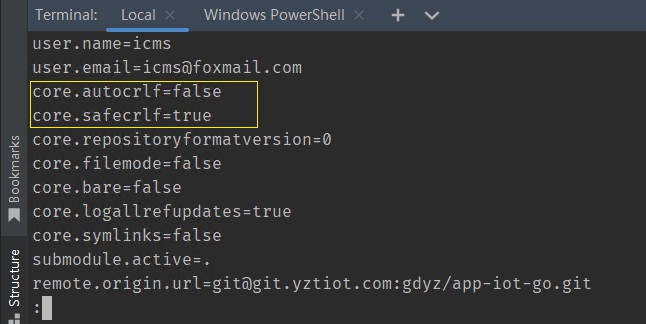 Terminal: Local × Windows PowerShell × +
user.name=icms
user.email=icms@foxmail.com
core.autocrlf=false
core.safecrlf=true
core.repositoryformatversion=0
core.filemode=false
core.bare=false
core.logallrefupdates=true
core.symlinks=false
submodule.active=.
remote.origin.url=git@git.yztiot.com:gdyz/app-iot-go.git
:
Bookmarks
Structure